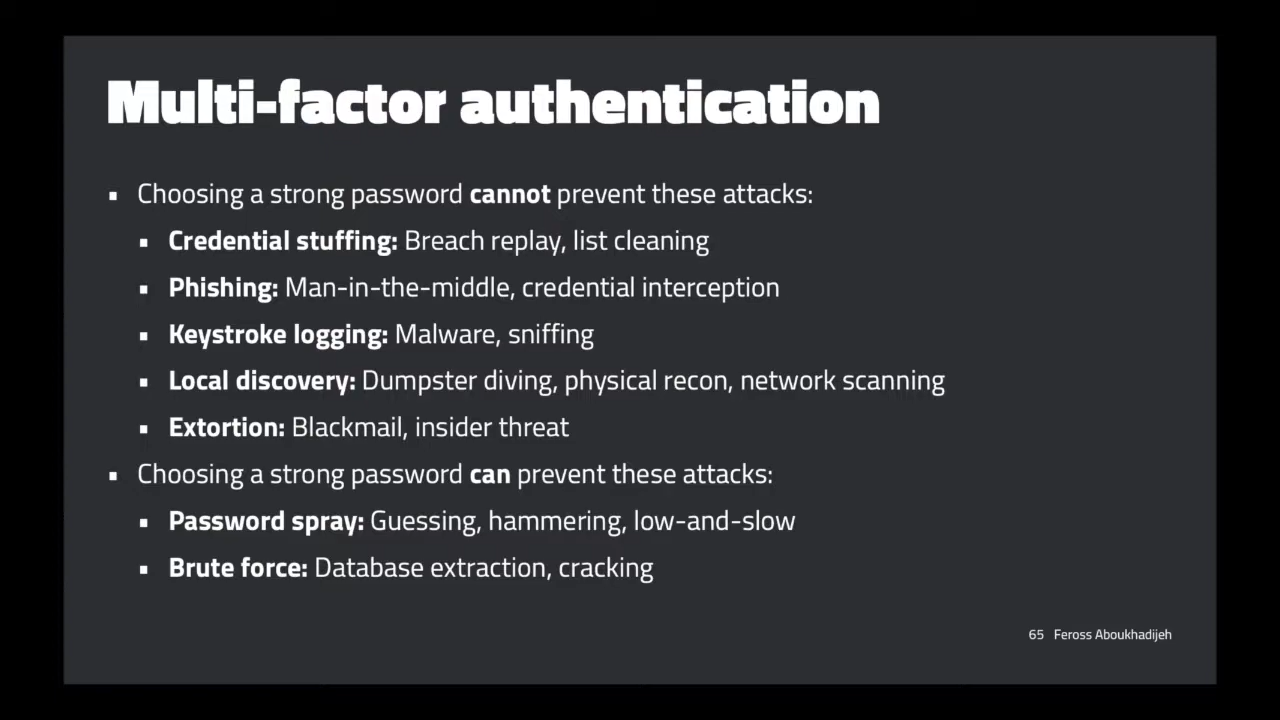 Multi-factor authentication
▪ Choosing a strong password cannot prevent these attacks:
▪ Credential stuffing: Breach replay, list cleaning
▪ Phishing: Man-in-the-middle, credential interception
▪ Keystroke logging: Malware, sniffing
▪ Local discovery: Dumpster diving, physical recon, network scanning
▪ Extortion: Blackmail, insider threat
▪ Choosing a strong password can prevent these attacks:
▪ Password spray: Guessing, hammering, low-and-slow
▪ Brute force: Database extraction, cracking
65 Feross Aboukhadijeh